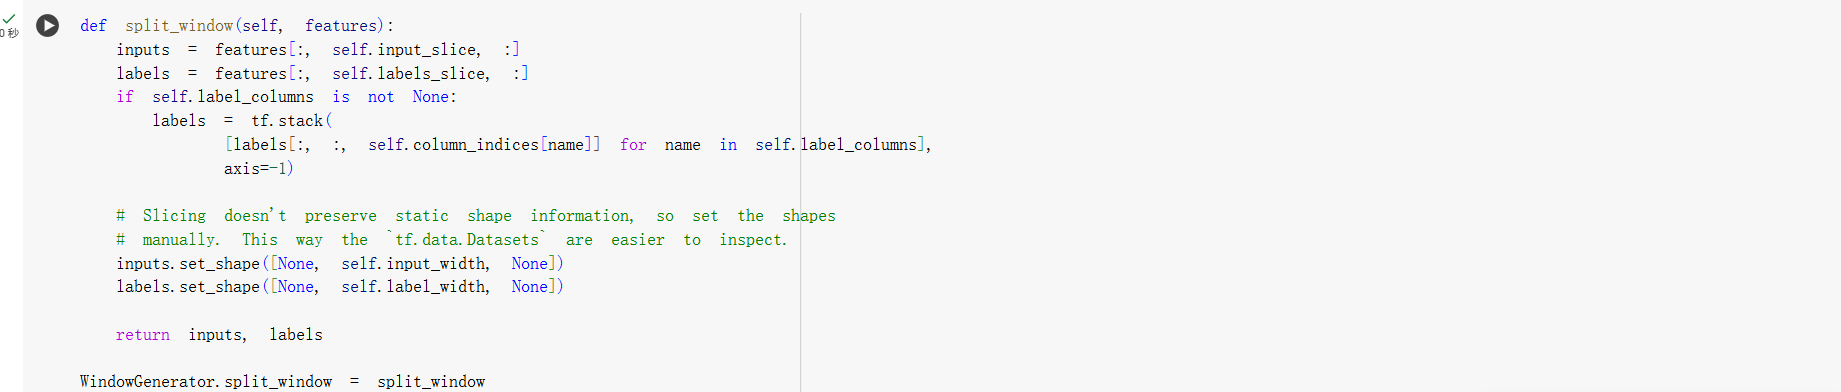 0 秒
def split_window(self, features):
    inputs = features[:, self.input_slice, :]
    labels = features[:, self.labels_slice, :]
    if self.label_columns is not None:
        labels = tf.stack(
                [labels[:, :, self.column_indices[name]] for name in self.label_columns],
                axis=-1)
    # Slicing doesn't preserve static shape information, so set the shapes
    # manually. This way the `tf.data.Datasets` are easier to inspect.
    inputs.set_shape([None, self.input_width, None])
    labels.set_shape([None, self.label_width, None])
    return inputs, labels
WindowGenerator.split_window = split_window